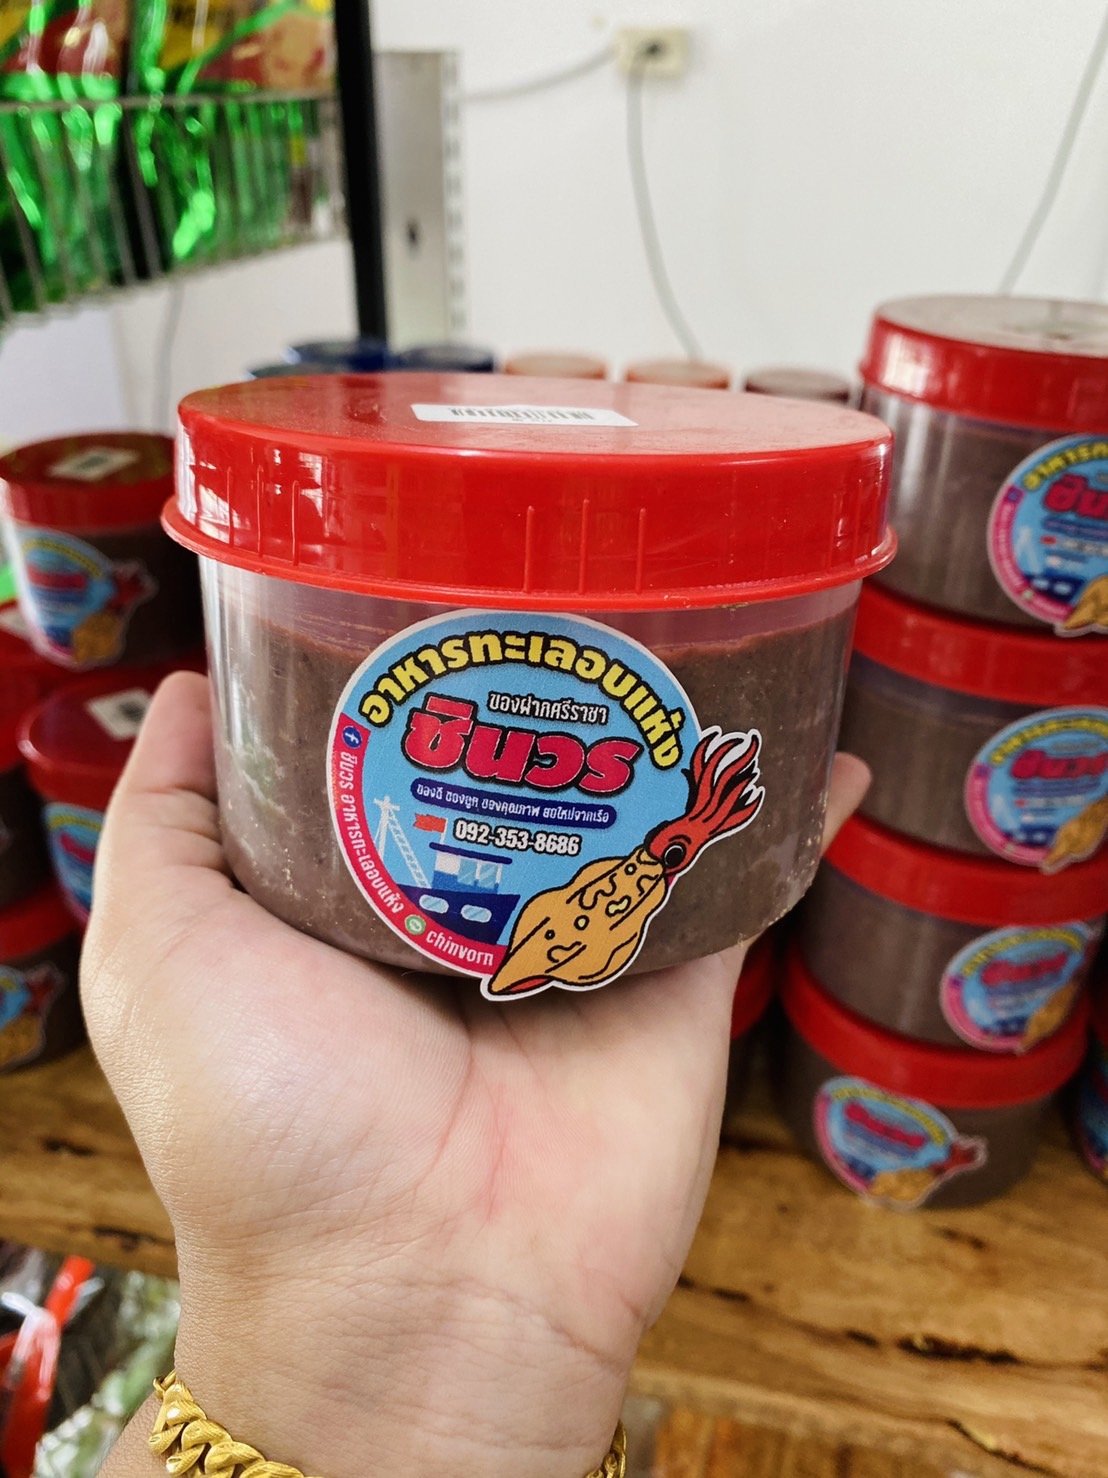 อาหารทะเลอบแห้ง
ของฝากศรีราชา
ชินวร
ของดี ของถูก ของคุณภาพ สดใหม่จากเรือ
092-353-8686
ชินวร อาหารทะเลอบแห้ง
chinvorn